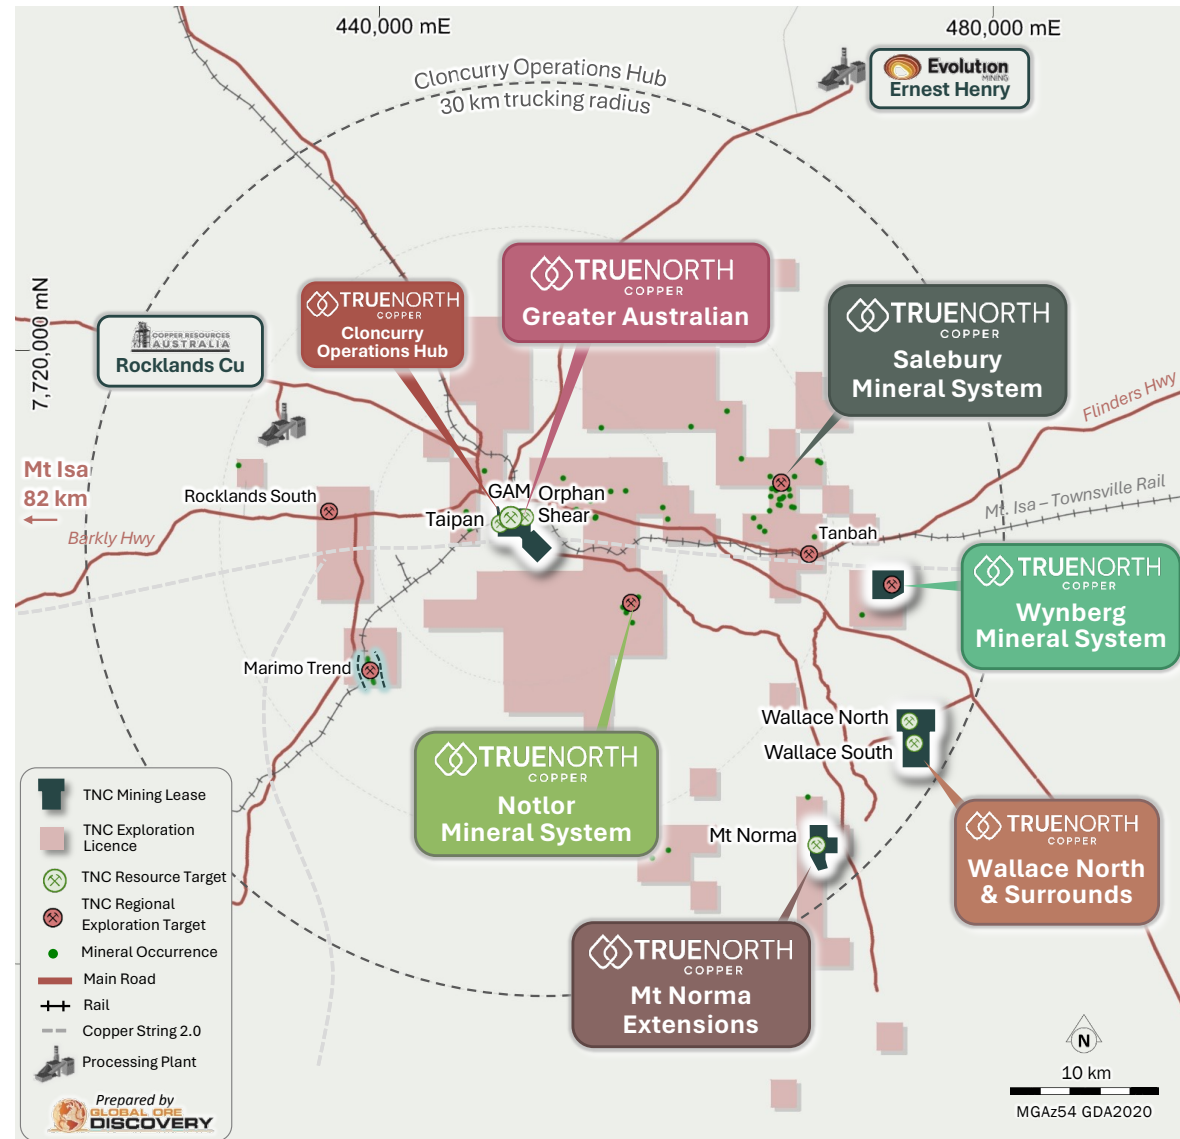 440,000 mE
480,000 mE
Cloncurry Operations Hub
30 km trucking radius
Evolution
MINING
Ernest Henry
7,720,000 mN
TRUENORTH
COPPER
Greater Australian
TRUENORTH
COPPER
Cloncurry
Operations Hub
COPPER RESOURCES
AUSTRALIA
Rocklands Cu
TRUENORTH
COPPER
Salebury
Mineral System
Flinders Hwy
Mt Isa
82 km
Rocklands South
GAM
Orphan
Shear
Taipan
Barkly Hwy
Mt. Isa – Townsville Rail
Tanbah
TRUENORTH
COPPER
Wynberg
Mineral System
Marimo Trend
Wallace North
Wallace South
TRUENORTH
COPPER
Notlor
Mineral System
Mt Norma
TRUENORTH
COPPER
Wallace North
& Surrounds
TRUENORTH
COPPER
Mt Norma
Extensions
TNC Mining Lease
TNC Exploration
Licence
TNC Resource Target
TNC Regional
Exploration Target
Mineral Occurrence
Main Road
Rail
Copper String 2.0
Processing Plant
Prepared by
GLOBAL ORE
DISCOVERY
N
10 km
MGAz54 GDA2020